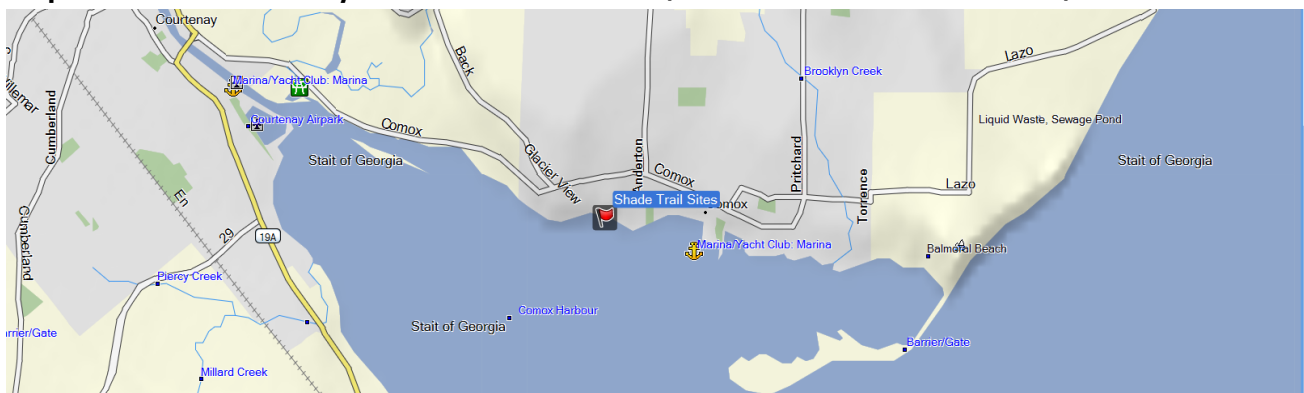 Courtenay
Lazo
Back
Brooklyn Creek
Marina/Yacht Club: Marina
Cumberland
Liquid Waste, Sewage Pond
Courtenay Airpark
Comox
Stait of Georgia
Glacier View
Anderton
Comox
Pritchard
Stait of Georgia
Torrence
Lazo
En
Shade Trail Sites
Comox
Cumberland
29
19A
Marina/Yacht Club: Marina
Balmoral Beach
Piercy Creek
Comox Harbour
Stait of Georgia
Barrier/Gate
Millard Creek